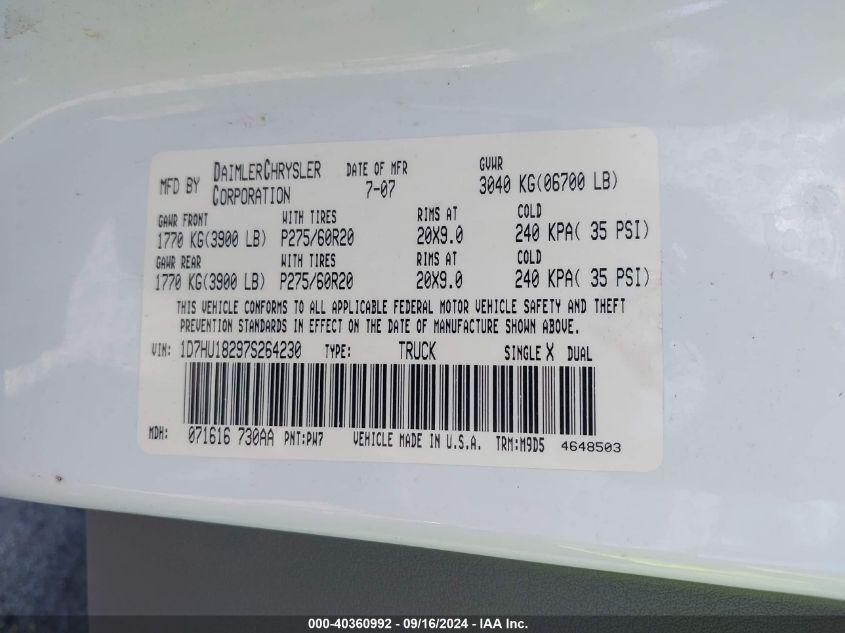 MFD BY DAIMLERCHRYSLER CORPORATION DATE OF MFR 7-07 GVWR 3040 KG(06700 LB)
GAWR FRONT WITH TIRES RIMS AT COLD
1770 KG(3900 LB) P275/60R20 20X9.0 240 KPA( 35 PSI)
GAWR REAR WITH TIRES RIMS AT COLD
1770 KG(3900 LB) P275/60R20 20X9.0 240 KPA( 35 PSI)
THIS VEHICLE CONFORMS TO ALL APPLICABLE FEDERAL MOTOR VEHICLE SAFETY AND THEFT
PREVENTION STANDARDS IN EFFECT ON THE DATE OF MANUFACTURE SHOWN ABOVE.
VIN: 1D7HU18297S264230 TYPE: TRUCK SINGLE X DUAL
MDH: 071616 730AA PNT:PW7 VEHICLE MADE IN U.S.A. TRM:M9D5 4648503
000-40360992 - 09/16/2024 - IAA Inc.